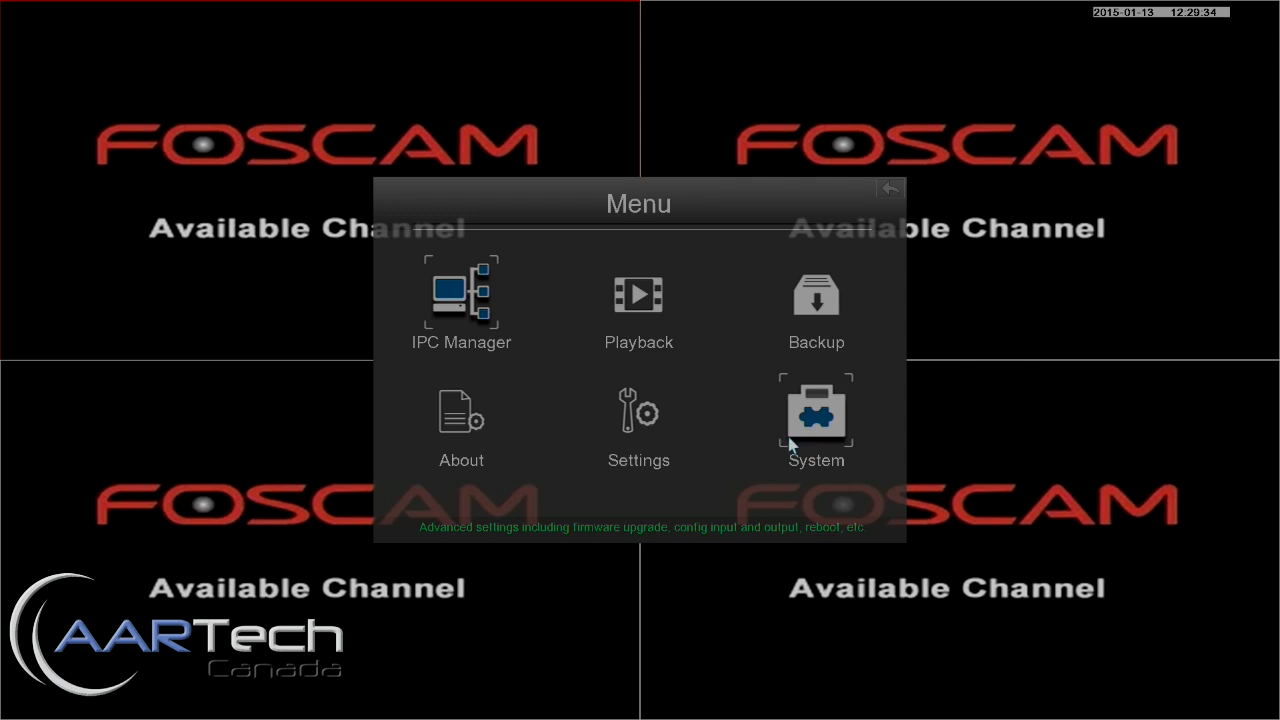 2015-01-13 12:29:34
FOSCAM FOSCAM
Available Channel Available Channel
Menu
IPC Manager Playback Backup
About Settings System
Advanced settings including firmware upgrade, config input and output, reboot, etc.
FOSCAM FOSCAM
Available Channel Available Channel
AARTech
Canada